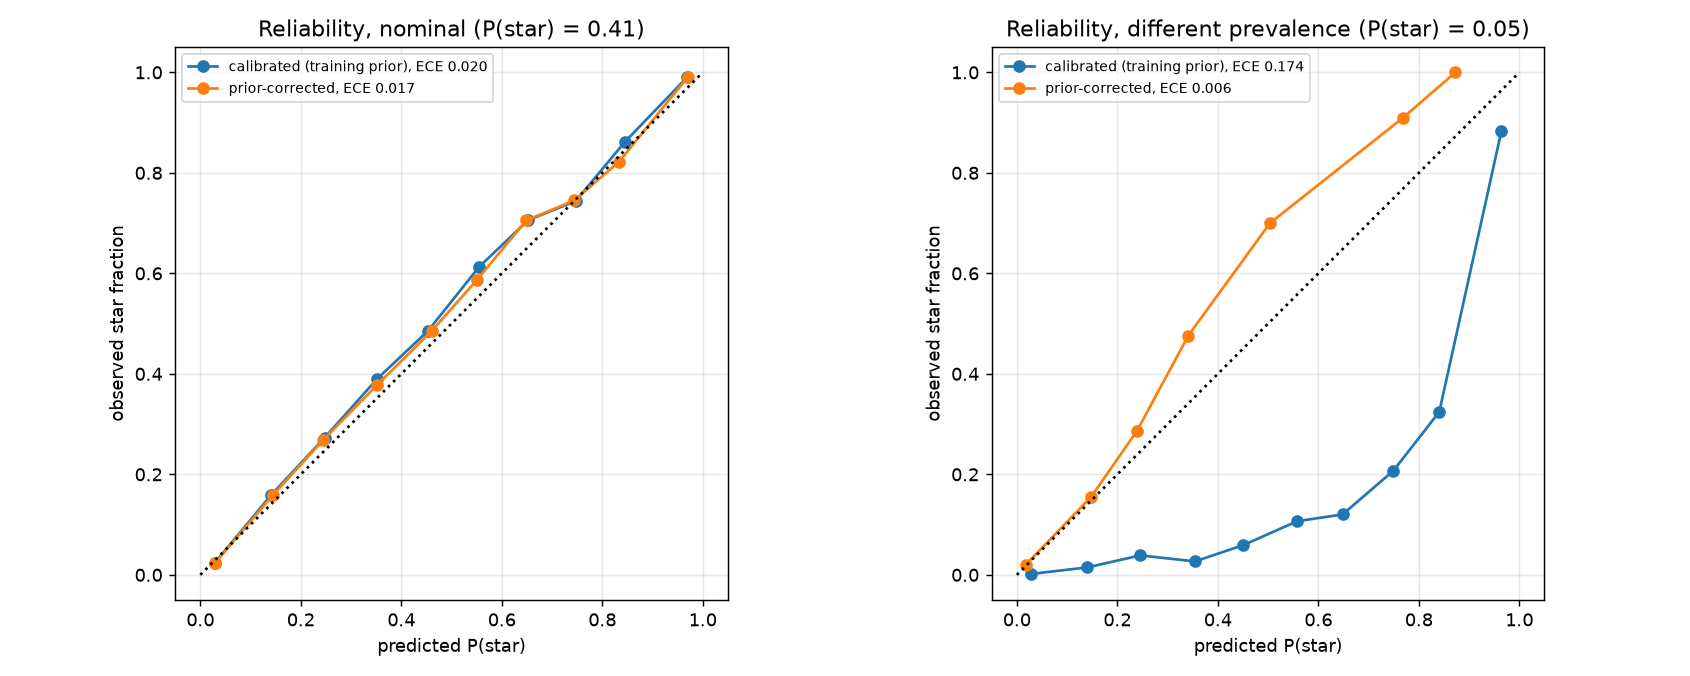 Reliability, nominal (P(star) = 0.41)
calibrated (training prior), ECE 0.020
prior-corrected, ECE 0.017
observed star fraction
1.0
0.8
0.6
0.4
0.2
0.0
0.0 0.2 0.4 0.6 0.8 1.0
predicted P(star)
Reliability, different prevalence (P(star) = 0.05)
calibrated (training prior), ECE 0.174
prior-corrected, ECE 0.006
observed star fraction
1.0
0.8
0.6
0.4
0.2
0.0
0.0 0.2 0.4 0.6 0.8 1.0
predicted P(star)